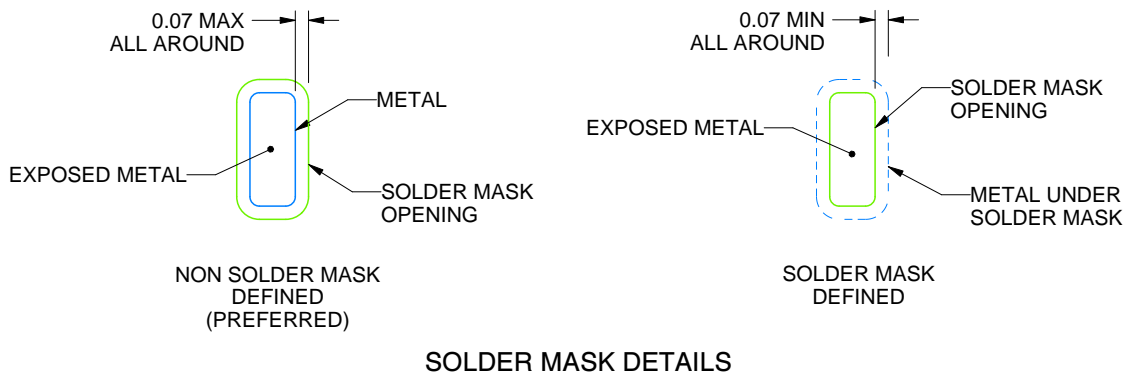 0.07 MAX
ALL AROUND
METAL
EXPOSED METAL
SOLDER MASK
OPENING
NON SOLDER MASK
DEFINED
(PREFERRED)
0.07 MIN
ALL AROUND
SOLDER MASK
OPENING
EXPOSED METAL
METAL UNDER
SOLDER MASK
SOLDER MASK
DEFINED
SOLDER MASK DETAILS